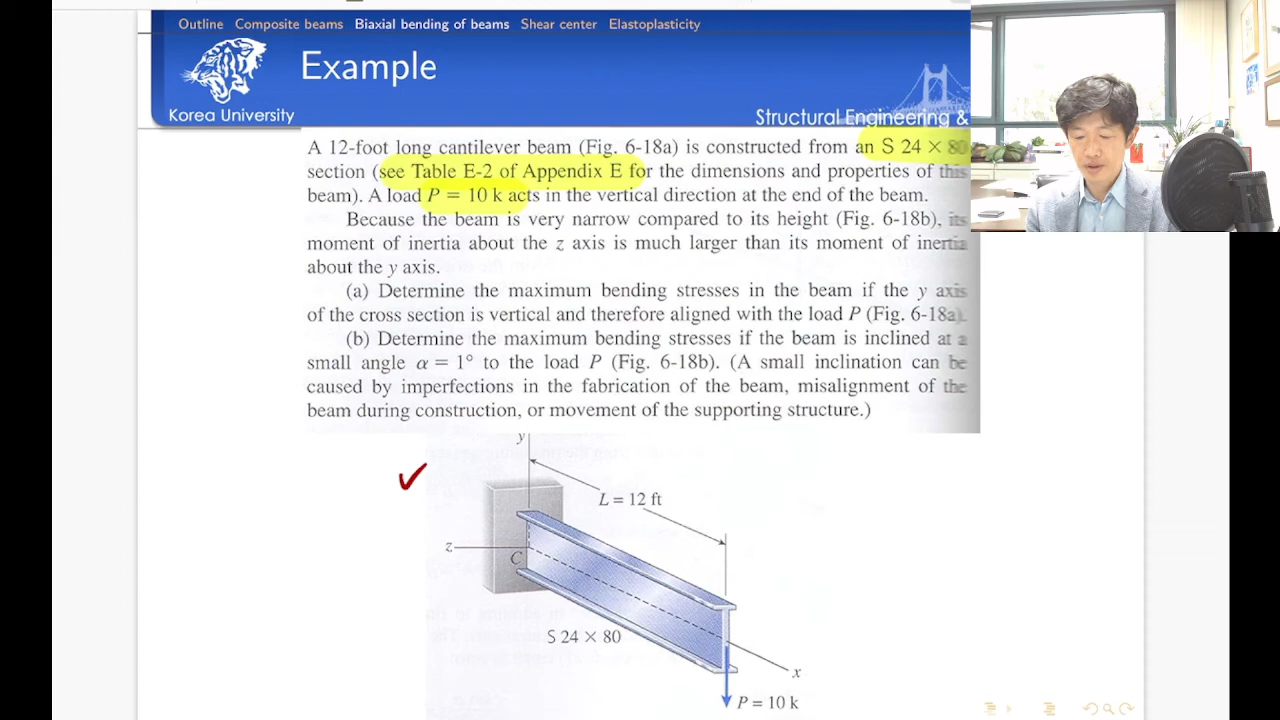 Outline Composite beams Biaxial bending of beams Shear center Elastoplasticity
Example
Korea University
Structural Engineering &
A 12-foot long cantilever beam (Fig. 6-18a) is constructed from an S 24 × 80
section (see Table E-2 of Appendix E for the dimensions and properties of this
beam). A load P = 10 k acts in the vertical direction at the end of the beam.
Because the beam is very narrow compared to its height (Fig. 6-18b), its
moment of inertia about the z axis is much larger than its moment of inertia
about the y axis.
(a) Determine the maximum bending stresses in the beam if the y axis
of the cross section is vertical and therefore aligned with the load P (Fig. 6-18a).
(b) Determine the maximum bending stresses if the beam is inclined at a
small angle α = 1° to the load P (Fig. 6-18b). (A small inclination can be
caused by imperfections in the fabrication of the beam, misalignment of the
beam during construction, or movement of the supporting structure.)
y
L = 12 ft
z
C
S 24 × 80
x
P = 10 k